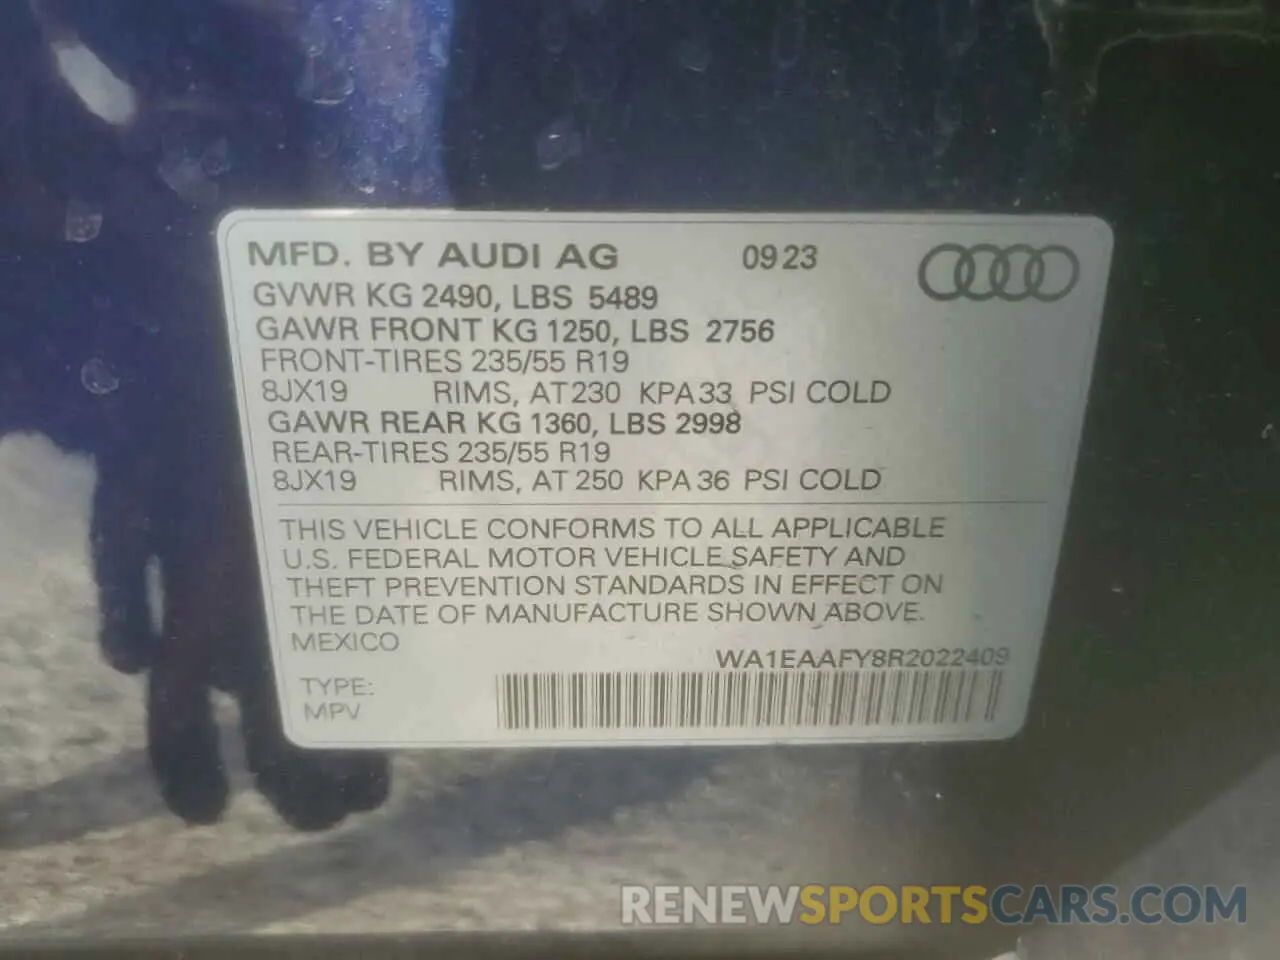 MFD. BY AUDI AG 09 23
GVWR KG 2490, LBS 5489
GAWR FRONT KG 1250, LBS 2756
FRONT-TIRES 235/55 R19
8JX19 RIMS, AT 230 KPA 33 PSI COLD
GAWR REAR KG 1360, LBS 2998
REAR-TIRES 235/55 R19
8JX19 RIMS, AT 250 KPA 36 PSI COLD
THIS VEHICLE CONFORMS TO ALL APPLICABLE
U.S. FEDERAL MOTOR VEHICLE SAFETY AND
THEFT PREVENTION STANDARDS IN EFFECT ON
THE DATE OF MANUFACTURE SHOWN ABOVE.
MEXICO
WA1EAAFY8R2022409
TYPE:
MPV
RENEWSPORTSCARS.COM